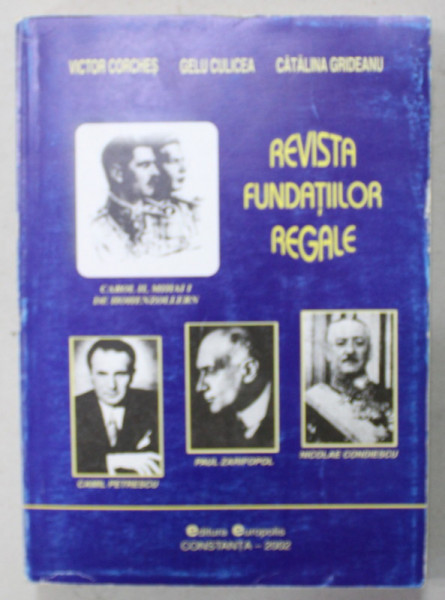 VICTOR CORCHEȘ GELU CULICEA CĂTĂLINA GRIDEANU
REVISTA
FUNDAȚIILOR
REGALE
CAROL II, MIHAI I
DE HOHENZOLLERN
CAMIL PETRESCU
PAUL ZARIFOPOL
NICOLAE CONDIESCU
editura europolis
CONSTANȚA - 2002